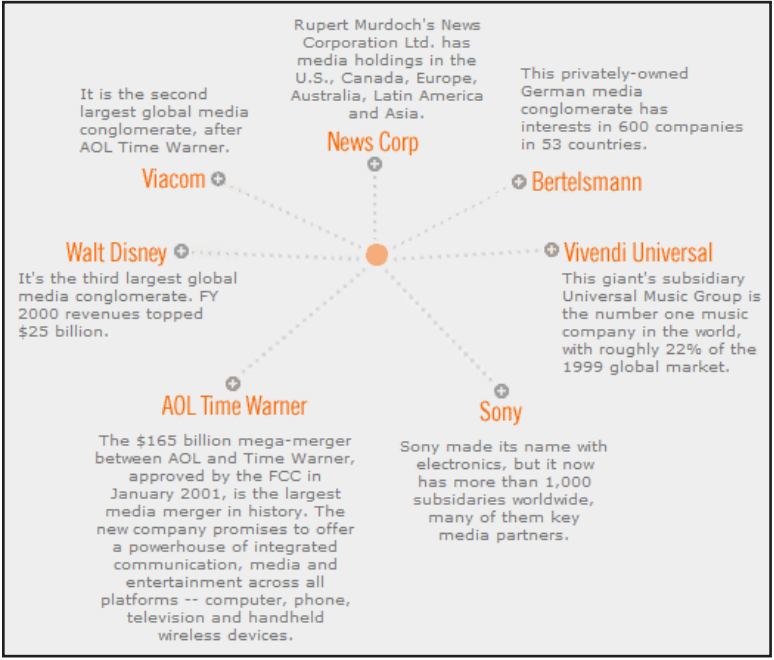 Rupert Murdoch's News
Corporation Ltd. has
media holdings in the
U.S., Canada, Europe,
Australia, Latin America
and Asia.
News Corp
It is the second
largest global media
conglomerate, after
AOL Time Warner.
Viacom
This privately-owned
German media
conglomerate has
interests in 600 companies
in 53 countries.
Bertelsmann
Walt Disney
It's the third largest global
media conglomerate. FY
2000 revenues topped
$25 billion.
Vivendi Universal
This giant's subsidiary
Universal Music Group is
the number one music
company in the world,
with roughly 22% of the
1999 global market.
AOL Time Warner
The $165 billion mega-merger
between AOL and Time Warner,
approved by the FCC in
January 2001, is the largest
media merger in history. The
new company promises to offer
a powerhouse of integrated
communication, media and
entertainment across all
platforms -- computer, phone,
television and handheld
wireless devices.
Sony
Sony made its name with
electronics, but it now
has more than 1,000
subsidaries worldwide,
many of them key
media partners.